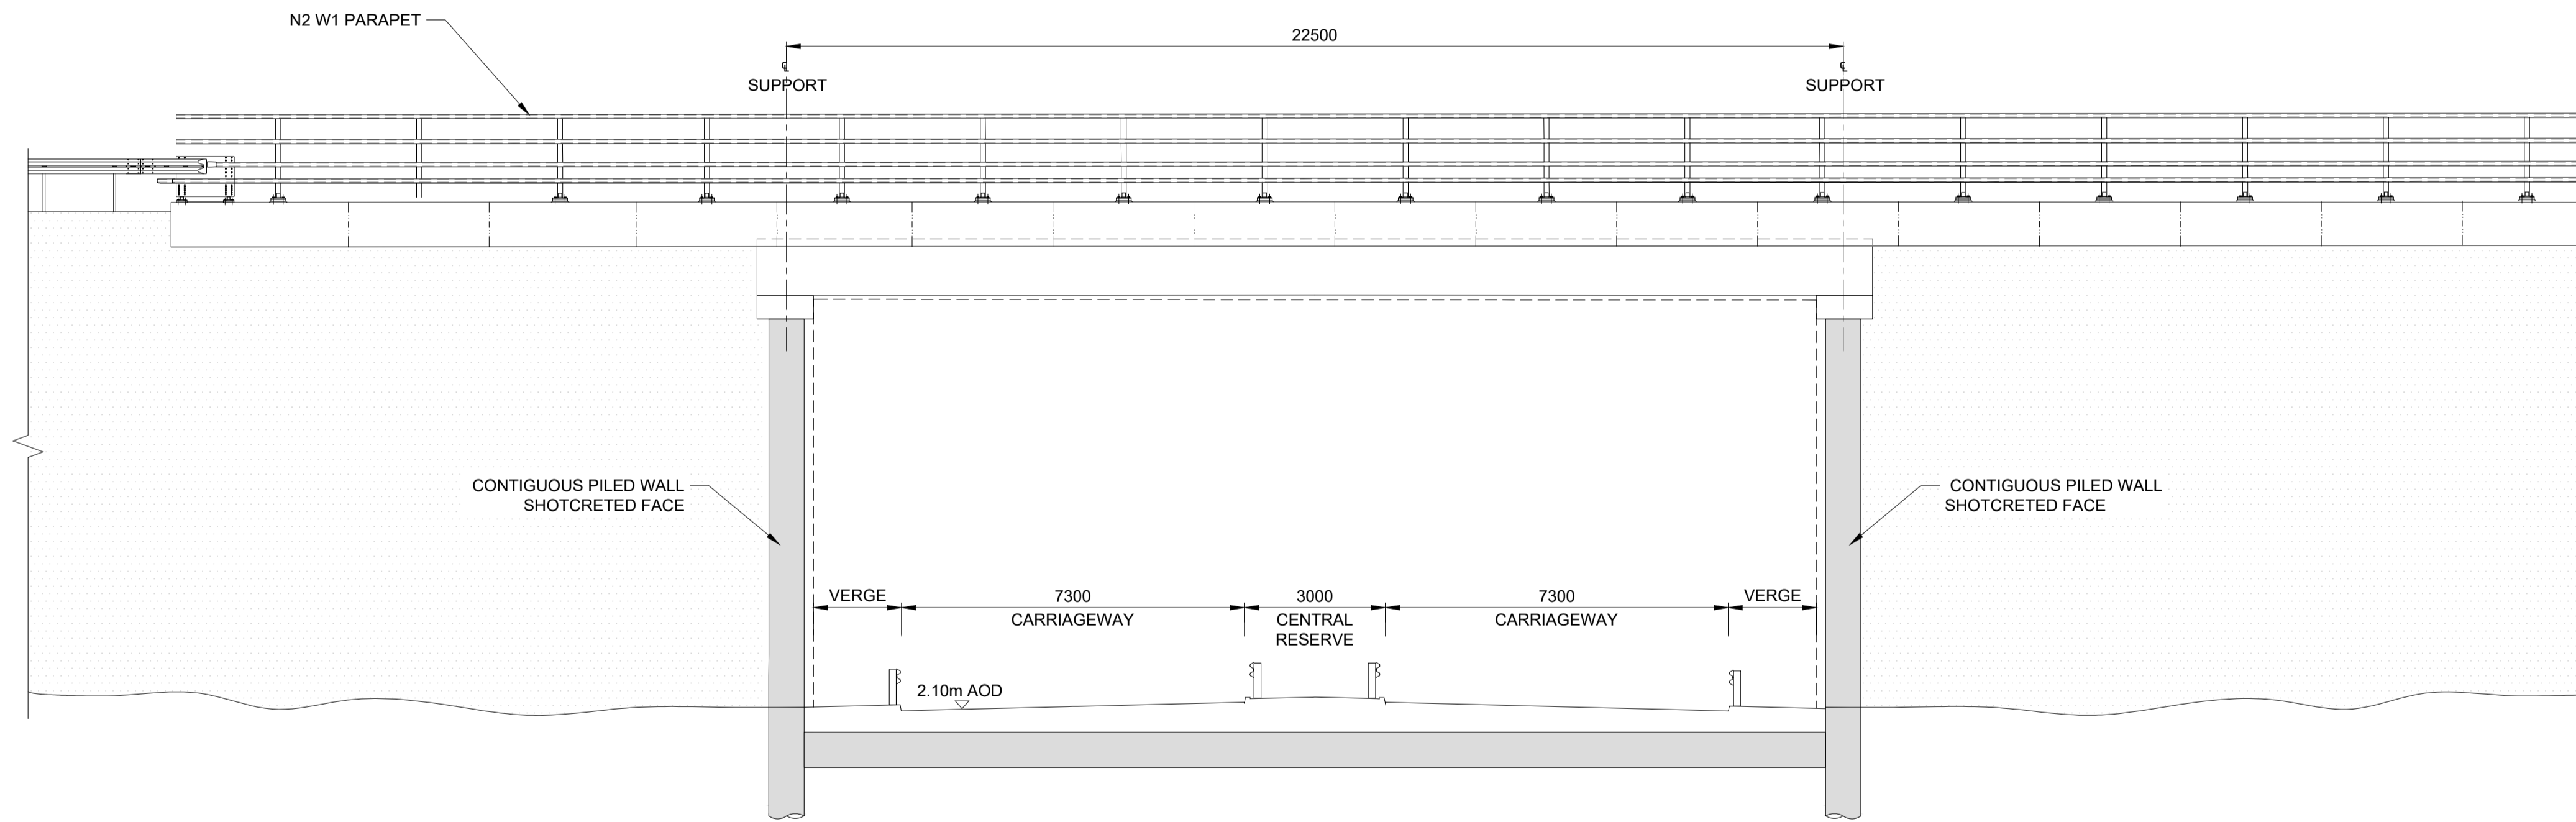 N2 W1 PARAPET
22500
℄
SUPPORT
℄
SUPPORT
CONTIGUOUS PILED WALL
SHOTCRETED FACE
CONTIGUOUS PILED WALL
SHOTCRETED FACE
VERGE
7300
CARRIAGEWAY
3000
CENTRAL
RESERVE
7300
CARRIAGEWAY
VERGE
2.10m AOD